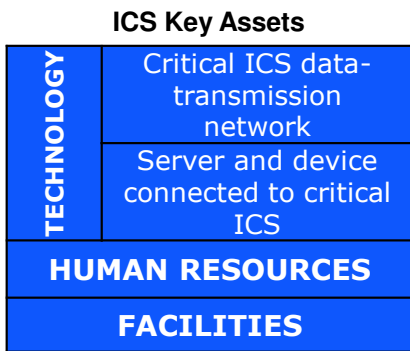 ICS Key Assets
TECHNOLOGY
Critical ICS data-
transmission
network
Server and device
connected to critical
ICS
HUMAN RESOURCES
FACILITIES